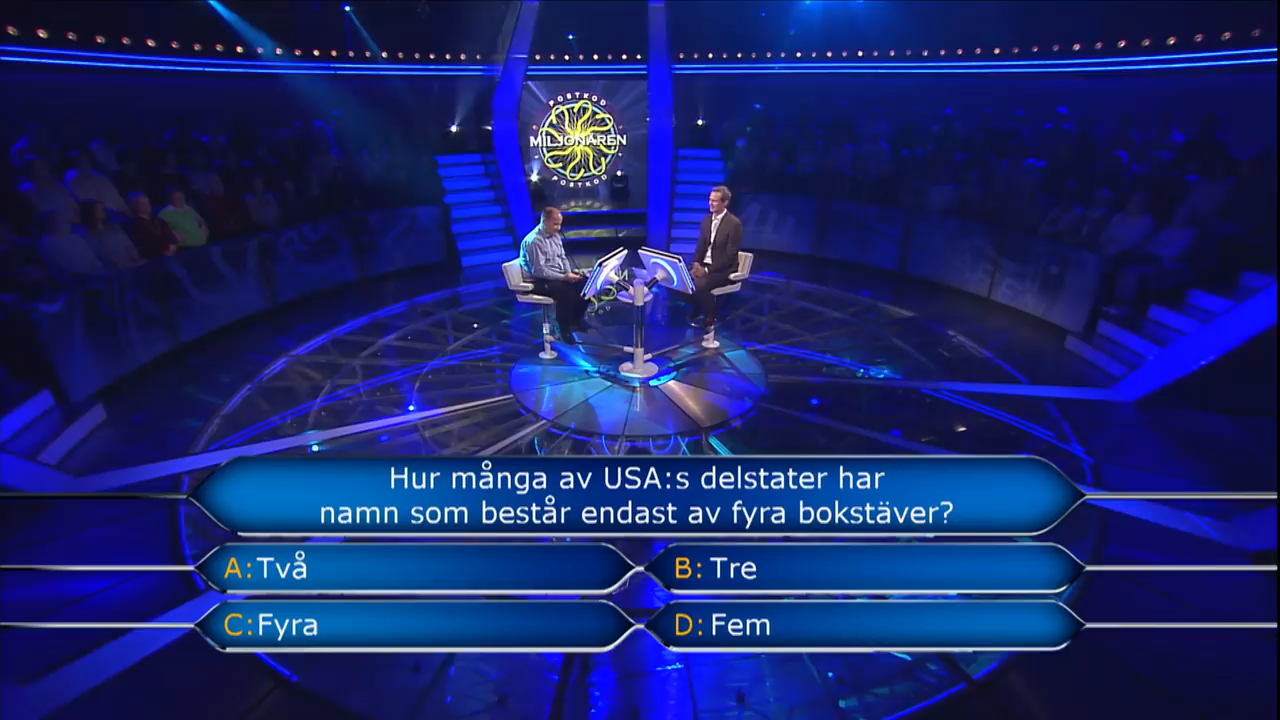 POSTKOD
MILJONÄREN
POSTKOD
Hur många av USA:s delstater har
namn som består endast av fyra bokstäver?
A: Två
B: Tre
C: Fyra
D: Fem